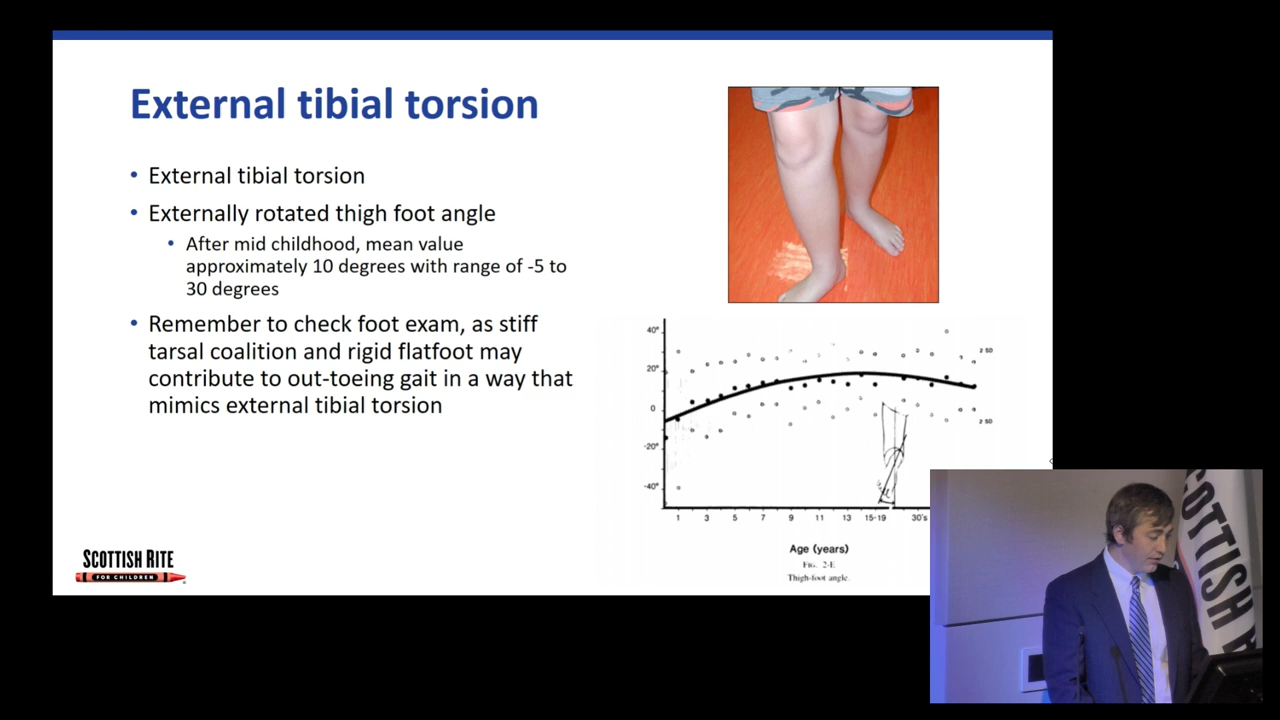 External tibial torsion
• External tibial torsion
• Externally rotated thigh foot angle
• After mid childhood, mean value
approximately 10 degrees with range of -5 to
30 degrees
• Remember to check foot exam, as stiff
tarsal coalition and rigid flatfoot may
contribute to out-toeing gait in a way that
mimics external tibial torsion
40°
20°
0
-20°
-40°
2 SD
2 SD
1 3 5 7 9 11 13 15-19 30's
Age (years)
FIG. 2-E
Thigh-foot angle.
SCOTTISH RITE
FOR CHILDREN
SCOTTISH